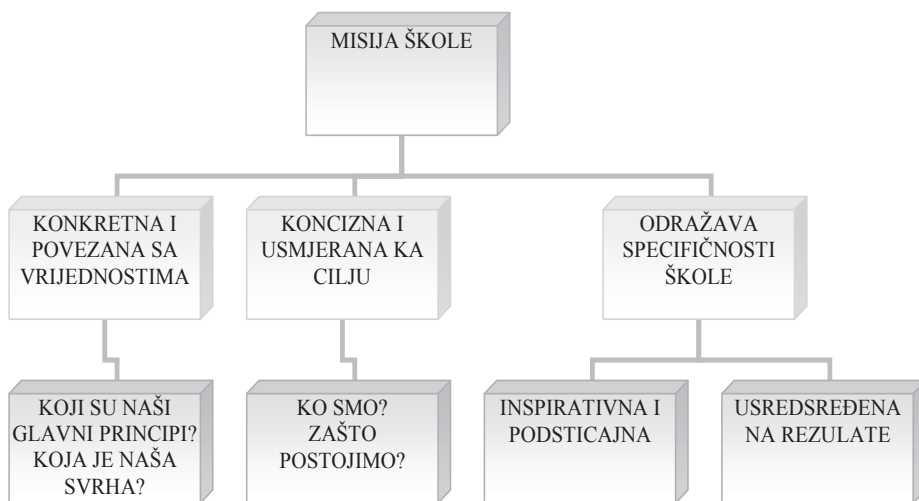 MISIJA ŠKOLE
KONKRETNA I
POVEZANA SA
VRIJEDNOSTIMA
KONCIZNA I
USMJERANA KA
CILJU
ODRAŽAVA
SPECIFIČNOSTI
ŠKOLE
KOJI SU NAŠI
GLAVNI PRINCIPI?
KOJA JE NAŠA
SVRHA?
KO SMO?
ZAŠTO
POSTOJIMO?
INSPIRATIVNA I
PODSTICAJNA
USREDSREĐENA
NA REZULATE